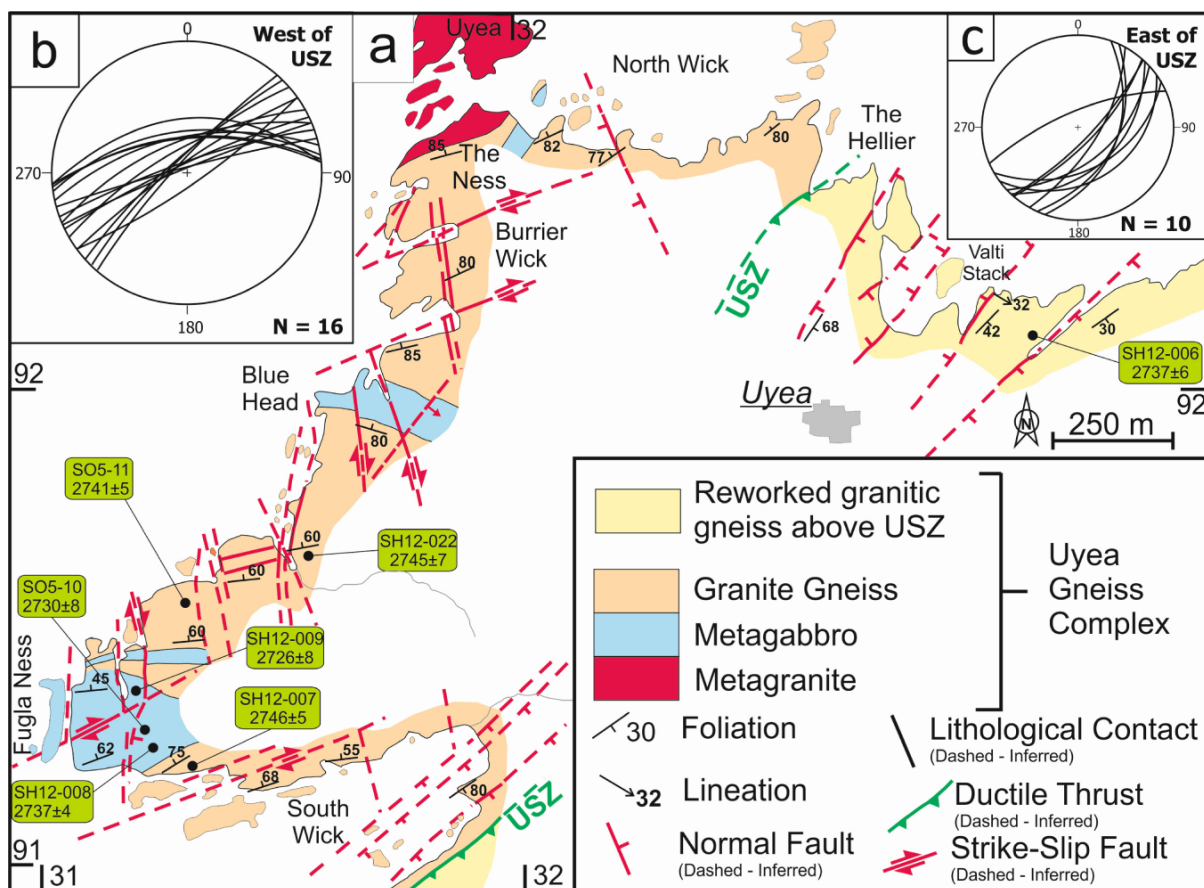 b
0
West of
USZ
270
90
180
N = 16
a
Uyea
32
North Wick
c
0
East of
USZ
270
90
180
N = 10
85
The
Ness
82
77
80
The
Hellier
Burrier
Wick
80
USZ
Valti
Stack
32
42
68
30
SH12-006
2737±6
85
92
92
Blue
Head
80
Uyea
N
250 m
SO5-11
2741±5
60
SH12-022
2745±7
60
SO5-10
2730±8
60
SH12-009
2726±8
Fugla Ness
45
SH12-007
2746±5
62
75
55
68
80
SH12-008
2737±4
South
Wick
USZ
91
31
32
Reworked granitic
gneiss above USZ
Granite Gneiss
Metagabbro
Metagranite
Uyea
Gneiss
Complex
30
Foliation
Lithological Contact
(Dashed - Inferred)
32
Lineation
Ductile Thrust
(Dashed - Inferred)
Normal Fault
(Dashed - Inferred)
Strike-Slip Fault
(Dashed - Inferred)